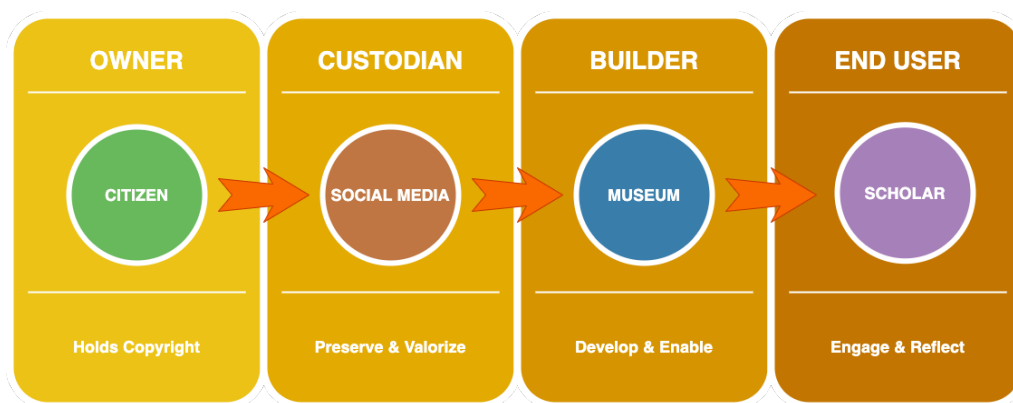 OWNER
CITIZEN
Holds Copyright
CUSTODIAN
SOCIAL MEDIA
Preserve & Valorize
BUILDER
MUSEUM
Develop & Enable
END USER
SCHOLAR
Engage & Reflect